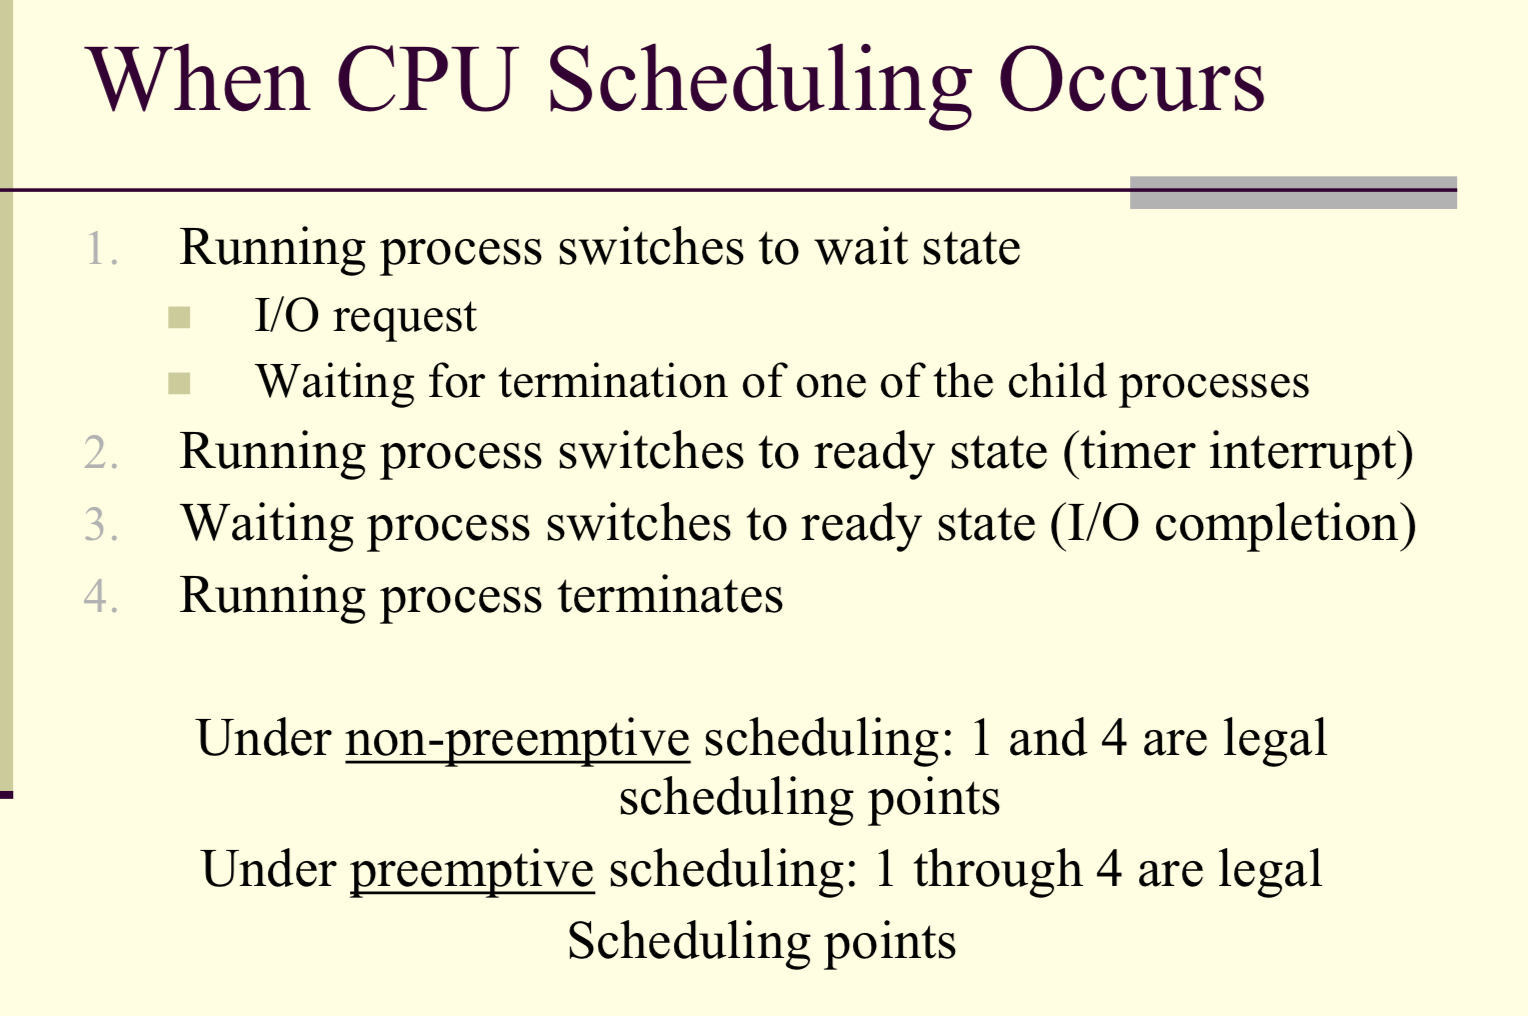 When CPU Scheduling Occurs
1. Running process switches to wait state
I/O request
Waiting for termination of one of the child processes
2. Running process switches to ready state (timer interrupt)
3. Waiting process switches to ready state (I/O completion)
4. Running process terminates
Under non-preemptive scheduling: 1 and 4 are legal
scheduling points
Under preemptive scheduling: 1 through 4 are legal
Scheduling points